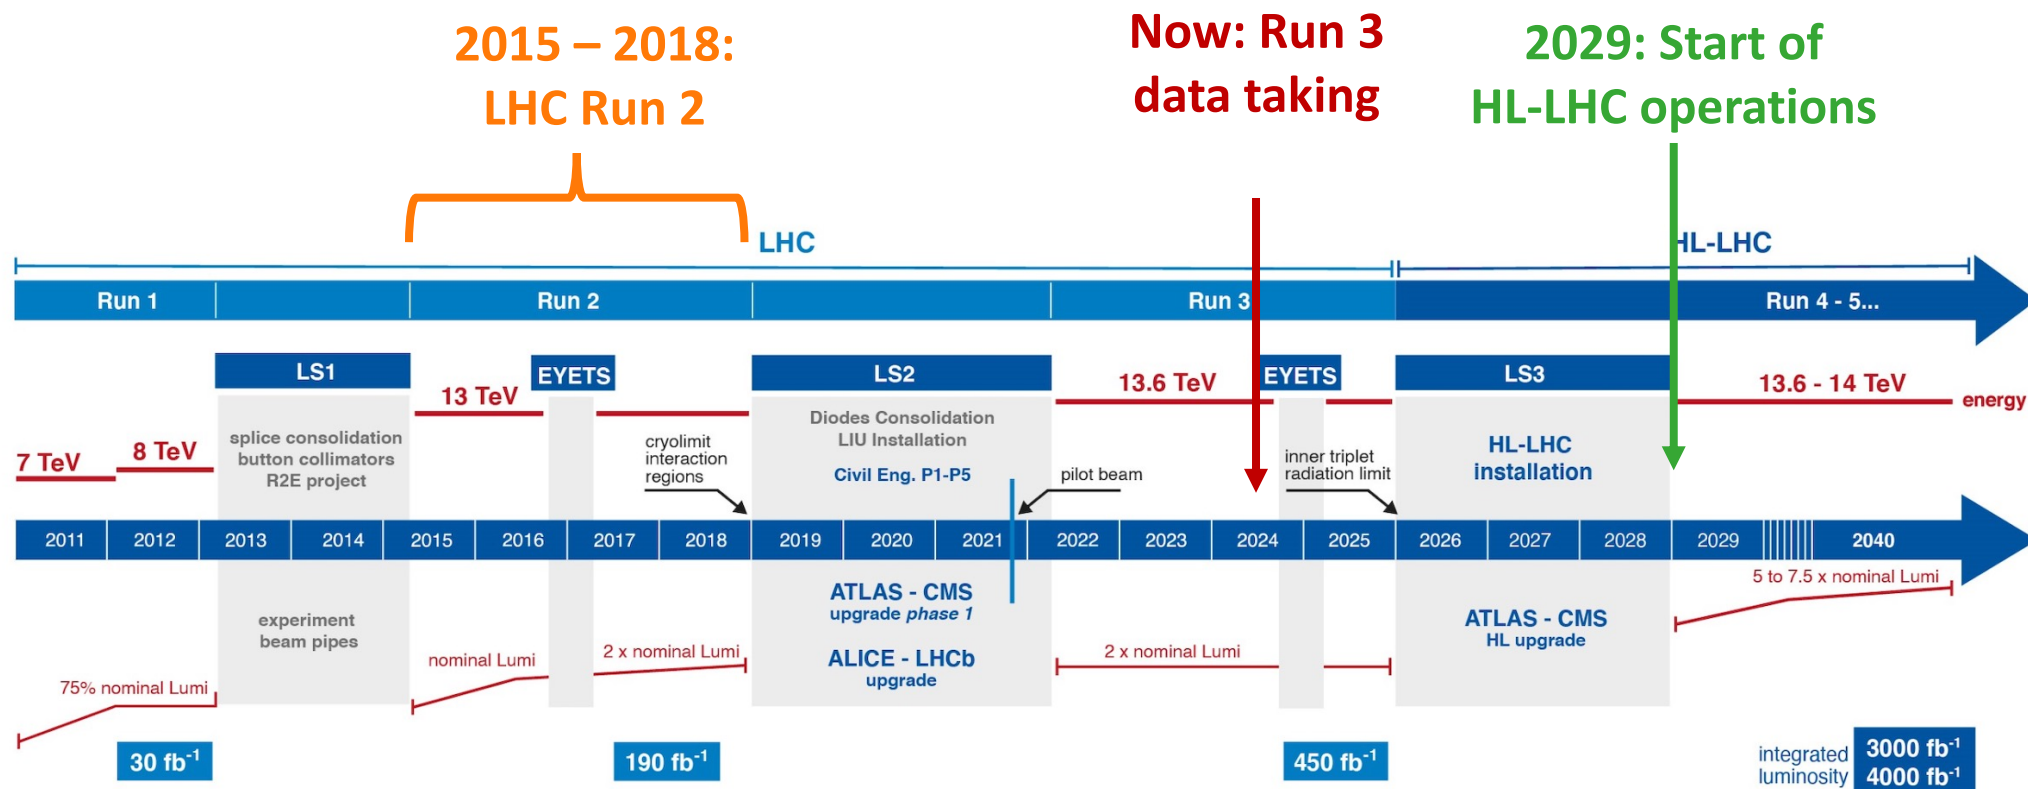 2015 – 2018:
LHC Run 2
Now: Run 3
data taking
2029: Start of
HL-LHC operations
LHC
HL-LHC
Run 1
Run 2
Run 3
Run 4 - 5...
LS1
EYETS
LS2
EYETS
LS3
7 TeV
8 TeV
13 TeV
13.6 TeV
13.6 - 14 TeV
energy
splice consolidation
button collimators
R2E project
cryolimit
interaction
regions
Diodes Consolidation
LIU Installation
Civil Eng. P1-P5
pilot beam
inner triplet
radiation limit
HL-LHC
installation
2011 2012 2013 2014 2015 2016 2017 2018 2019 2020 2021 2022 2023 2024 2025 2026 2027 2028 2029 2040
experiment
beam pipes
ATLAS - CMS
upgrade phase 1
ALICE - LHCb
upgrade
ATLAS - CMS
HL upgrade
75% nominal Lumi
nominal Lumi
2 x nominal Lumi
2 x nominal Lumi
5 to 7.5 x nominal Lumi
30 fb⁻¹
190 fb⁻¹
450 fb⁻¹
integrated
luminosity
3000 fb⁻¹
4000 fb⁻¹